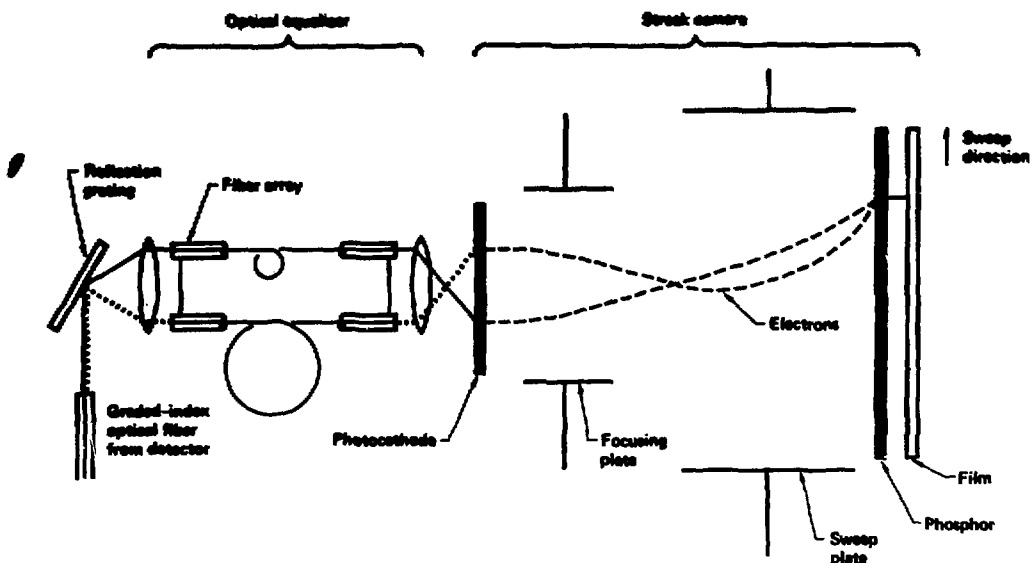 Optical equalizer
Streak camera
Reflection
grating
Fiber array
Sweep
direction
Electrons
Graded-index
optical fiber
from detector
Photocathode
Focusing
plate
Film
Phosphor
Sweep
plate